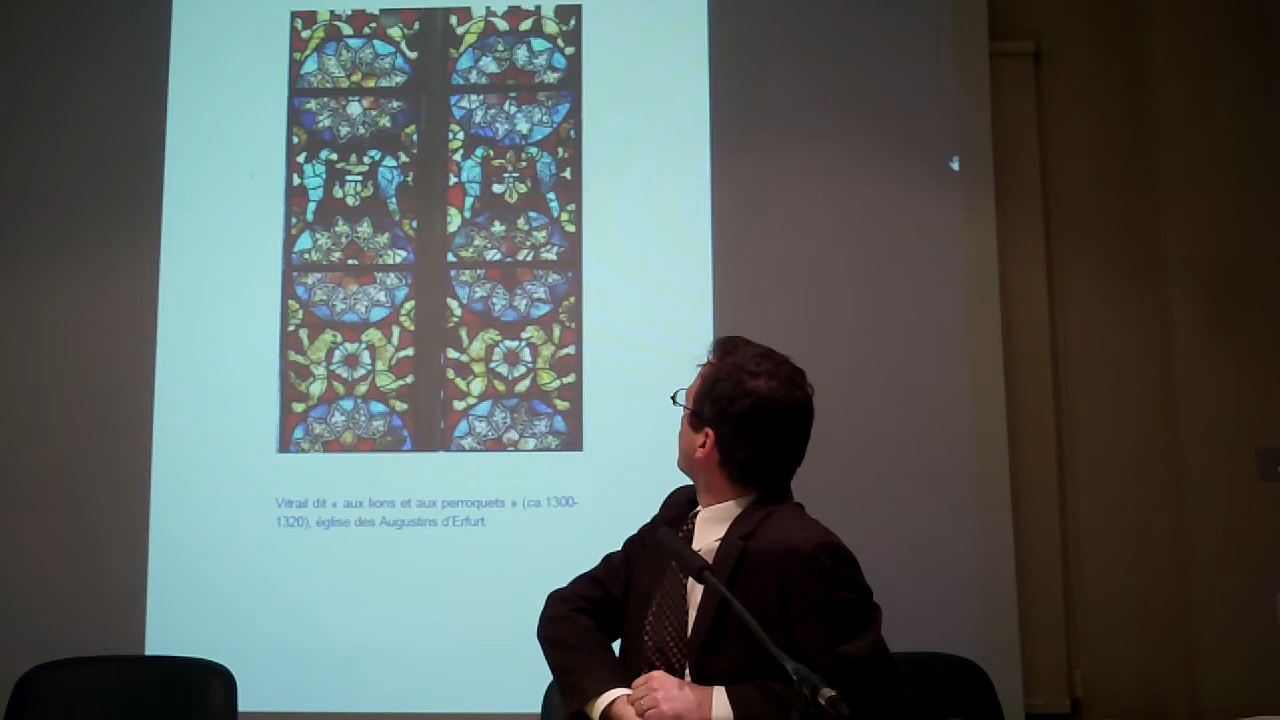 Vitrail dit « aux lions et aux perroquets » (ca 1300-
1320), église des Augustins d'Erfurt